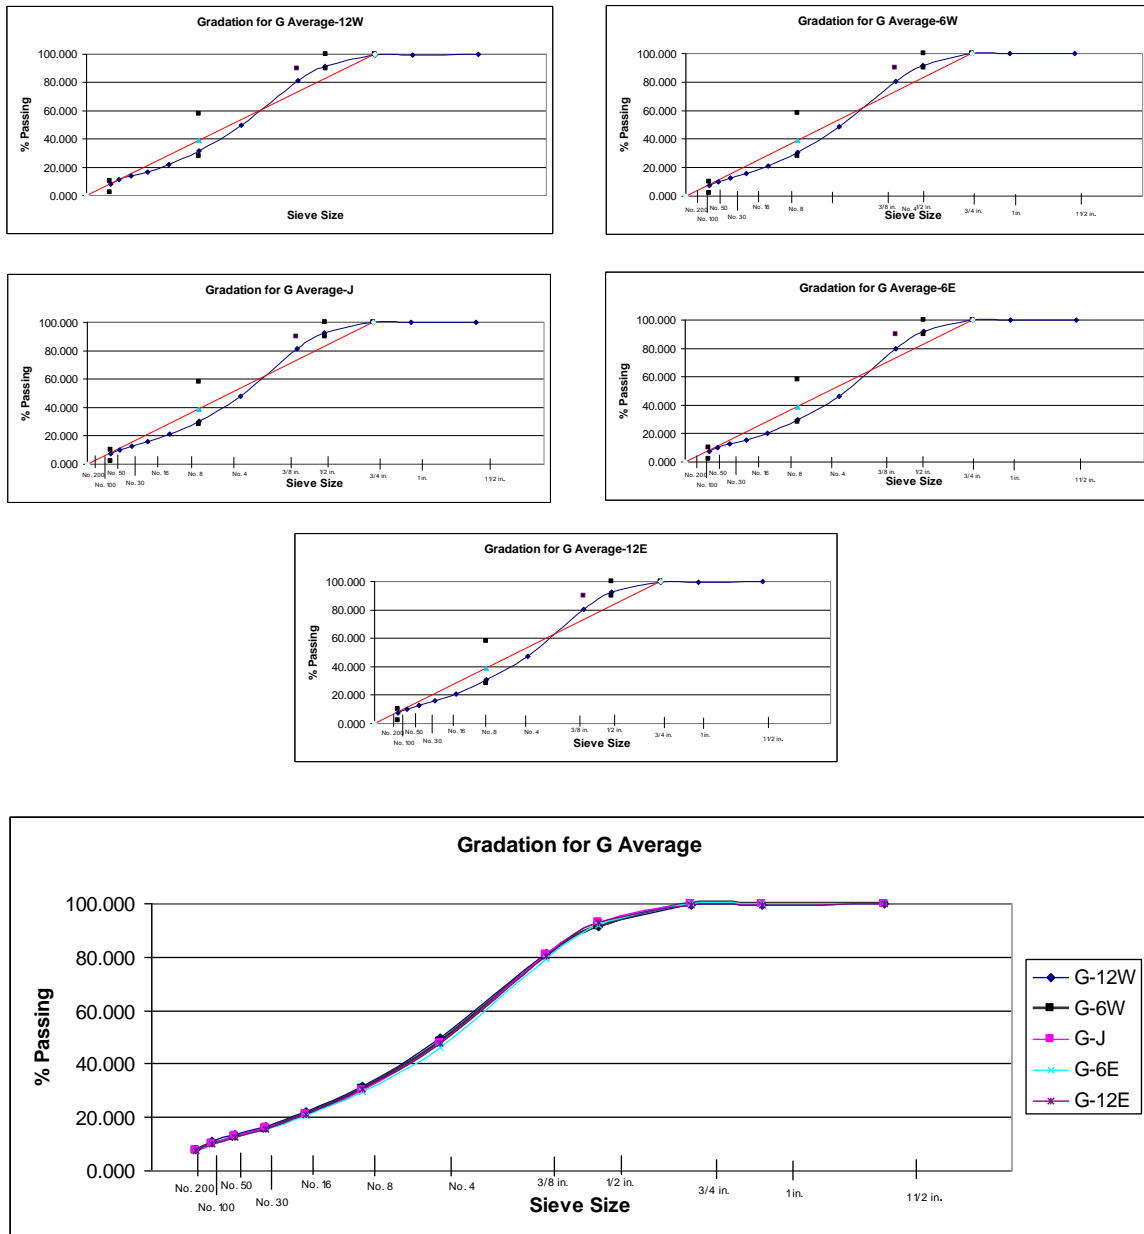 Gradation for G Average-12W
100.000
80.000
60.000
40.000
20.000
0.000
% Passing
Sieve Size
Gradation for G Average-6W
100.000
80.000
60.000
40.000
20.000
0.000
% Passing
No. 200 No. 50 No. 16 No. 8 3/8 in. No. 4 1/2 in. 3/4 in. 1in. 11/2 in.
No. 100 No. 30
Sieve Size
Gradation for G Average-J
100.000
80.000
60.000
40.000
20.000
0.000
% Passing
No. 200 No. 50 No. 16 No. 8 No. 4 3/8 in. 1/2 in. 3/4 in. 1in. 11/2 in.
No. 100 No. 30
Sieve Size
Gradation for G Average-6E
100.000
80.000
60.000
40.000
20.000
0.000
% Passing
No. 200 No. 50 No. 16 No. 8 No. 4 3/8 in. 1/2 in. 3/4 in. 1in. 11/2 in.
No. 100 No. 30
Sieve Size
Gradation for G Average-12E
100.000
80.000
60.000
40.000
20.000
0.000
% Passing
No. 200 No. 50 No. 16 No. 8 No. 4 3/8 in. 1/2 in. 3/4 in. 1in. 11/2 in.
No. 100 No. 30
Sieve Size
Gradation for G Average
100.000
80.000
60.000
40.000
20.000
0.000
% Passing
No. 200 No. 50 No. 16 No. 8 No. 4 3/8 in. 1/2 in. 3/4 in. 1in. 11/2 in.
No. 100 No. 30
Sieve Size
G-12W
G-6W
G-J
G-6E
G-12E